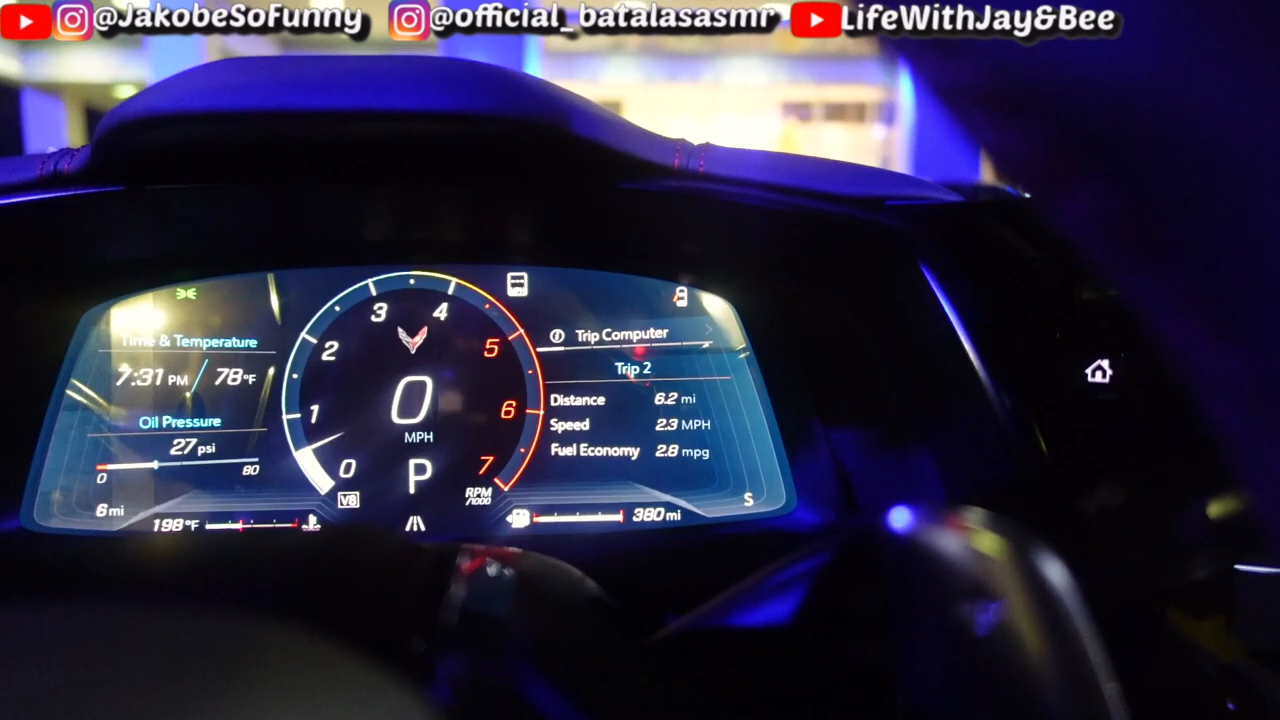 @JakobeSoFunny @official_batalasasmr LifeWithJay&Bee
Time & Temperature
7:31 PM / 78°F
Oil Pressure
27 psi
0 80
6 mi
198°F
0 1 2 3 4 5 6 7
0
MPH
P
V8
RPM
/1000
Trip Computer
Trip 2
Distance 6.2 mi
Speed 2.3 MPH
Fuel Economy 2.8 mpg
S
380 mi